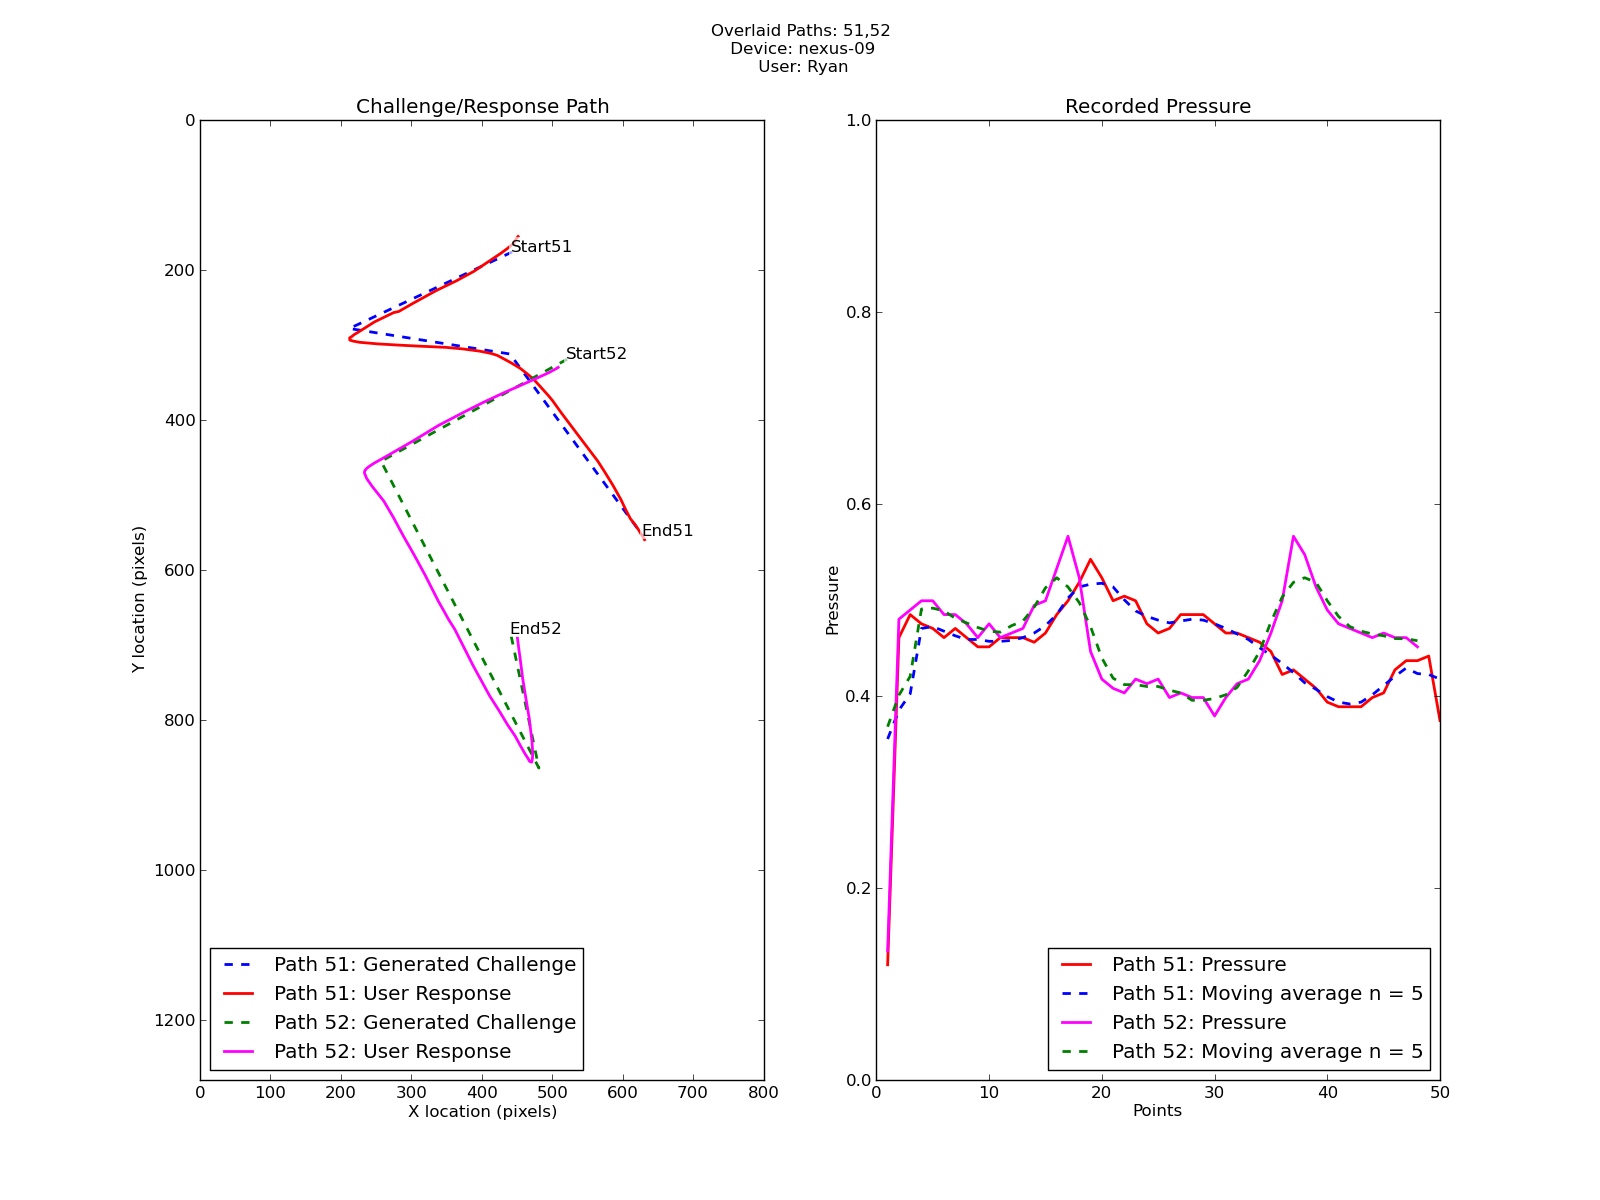 Overlaid Paths: 51,52
Device: nexus-09
User: Ryan
Challenge/Response Path
0
200
400
600
800
1000
1200
Y location (pixels)
Start51
Start52
End51
End52
Path 51: Generated Challenge
Path 51: User Response
Path 52: Generated Challenge
Path 52: User Response
0 100 200 300 400 500 600 700 800
X location (pixels)
Recorded Pressure
1.0
0.8
0.6
0.4
0.2
0.0
Pressure
Path 51: Pressure
Path 51: Moving average n = 5
Path 52: Pressure
Path 52: Moving average n = 5
0 10 20 30 40 50
Points